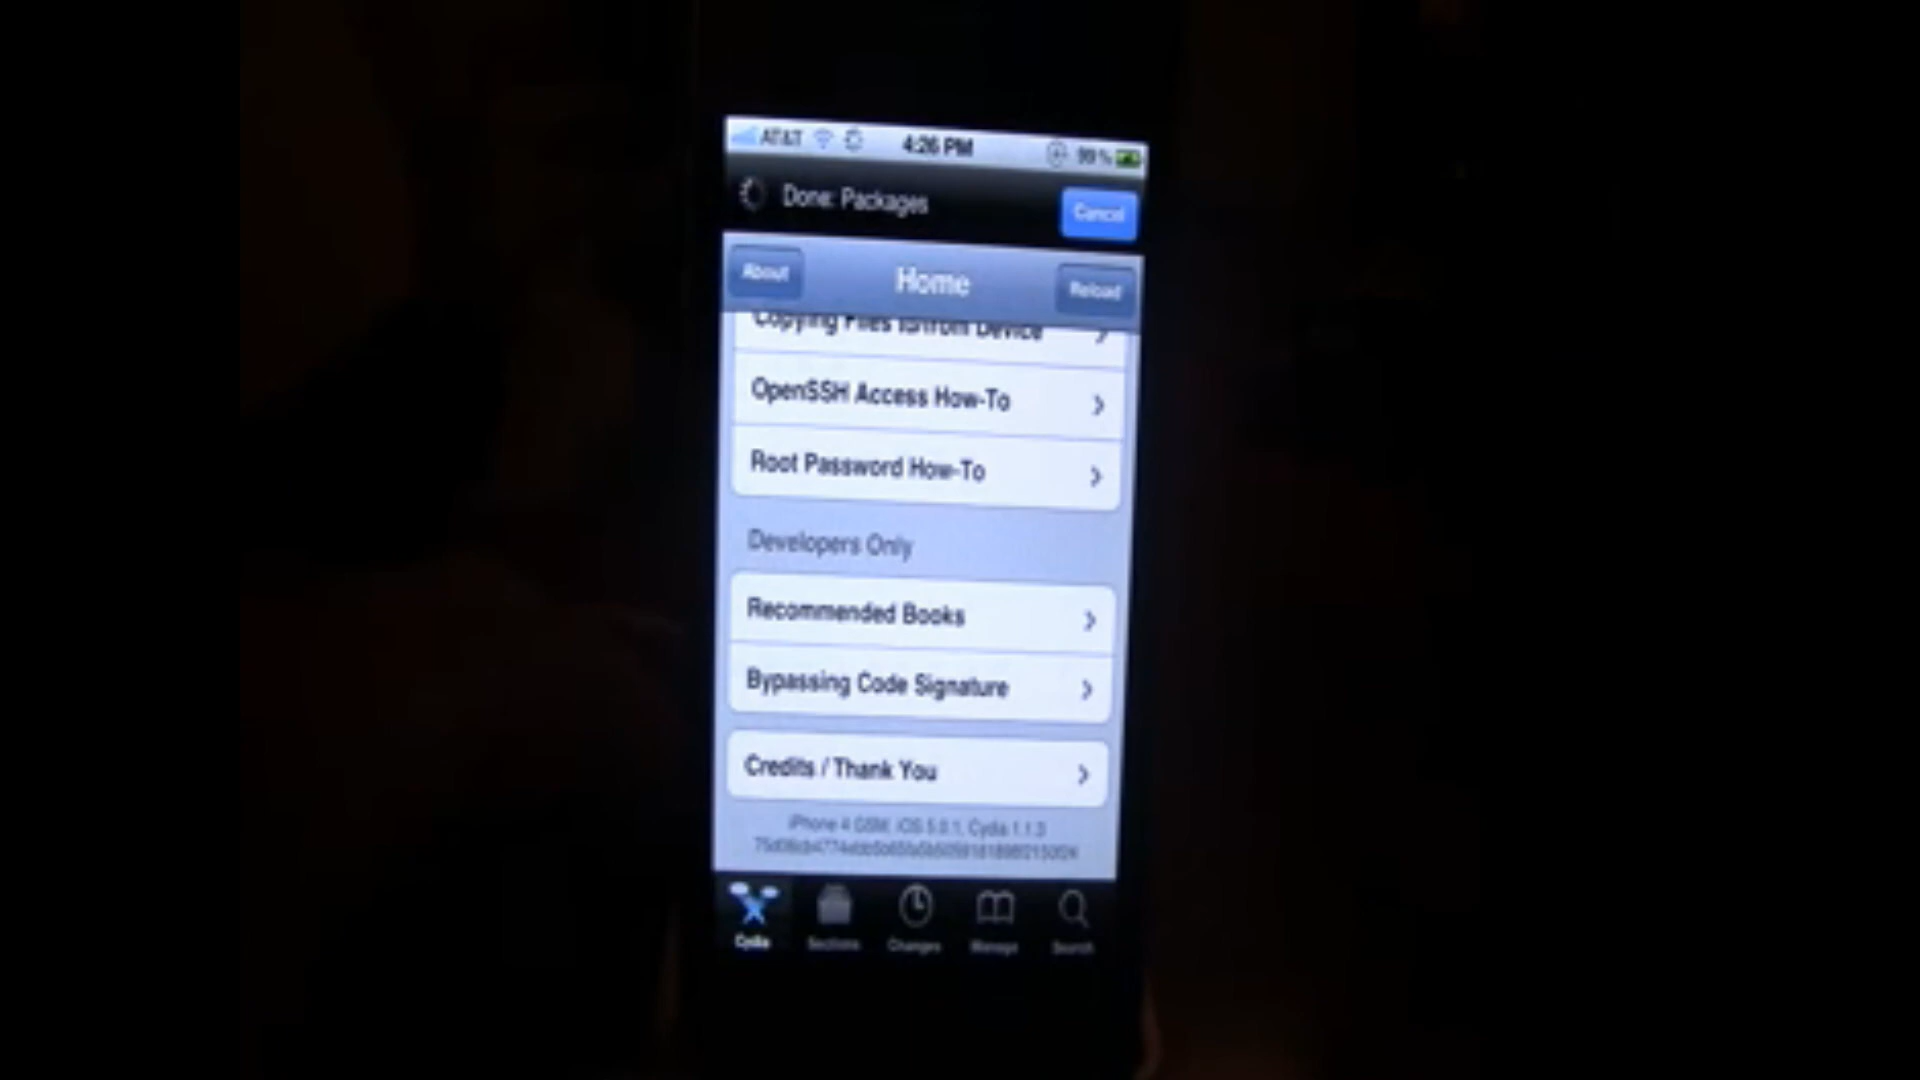 AT&T 4:26 PM 99%
Done: Packages Cancel
About Home Reload
Copying Files to/from Device
OpenSSH Access How-To
Root Password How-To
Developers Only
Recommended Books
Bypassing Code Signature
Credits / Thank You
iPhone 4 GSM, iOS 5.0.1, Cydia 1.1.3
Cydia Sections Changes Manage Search